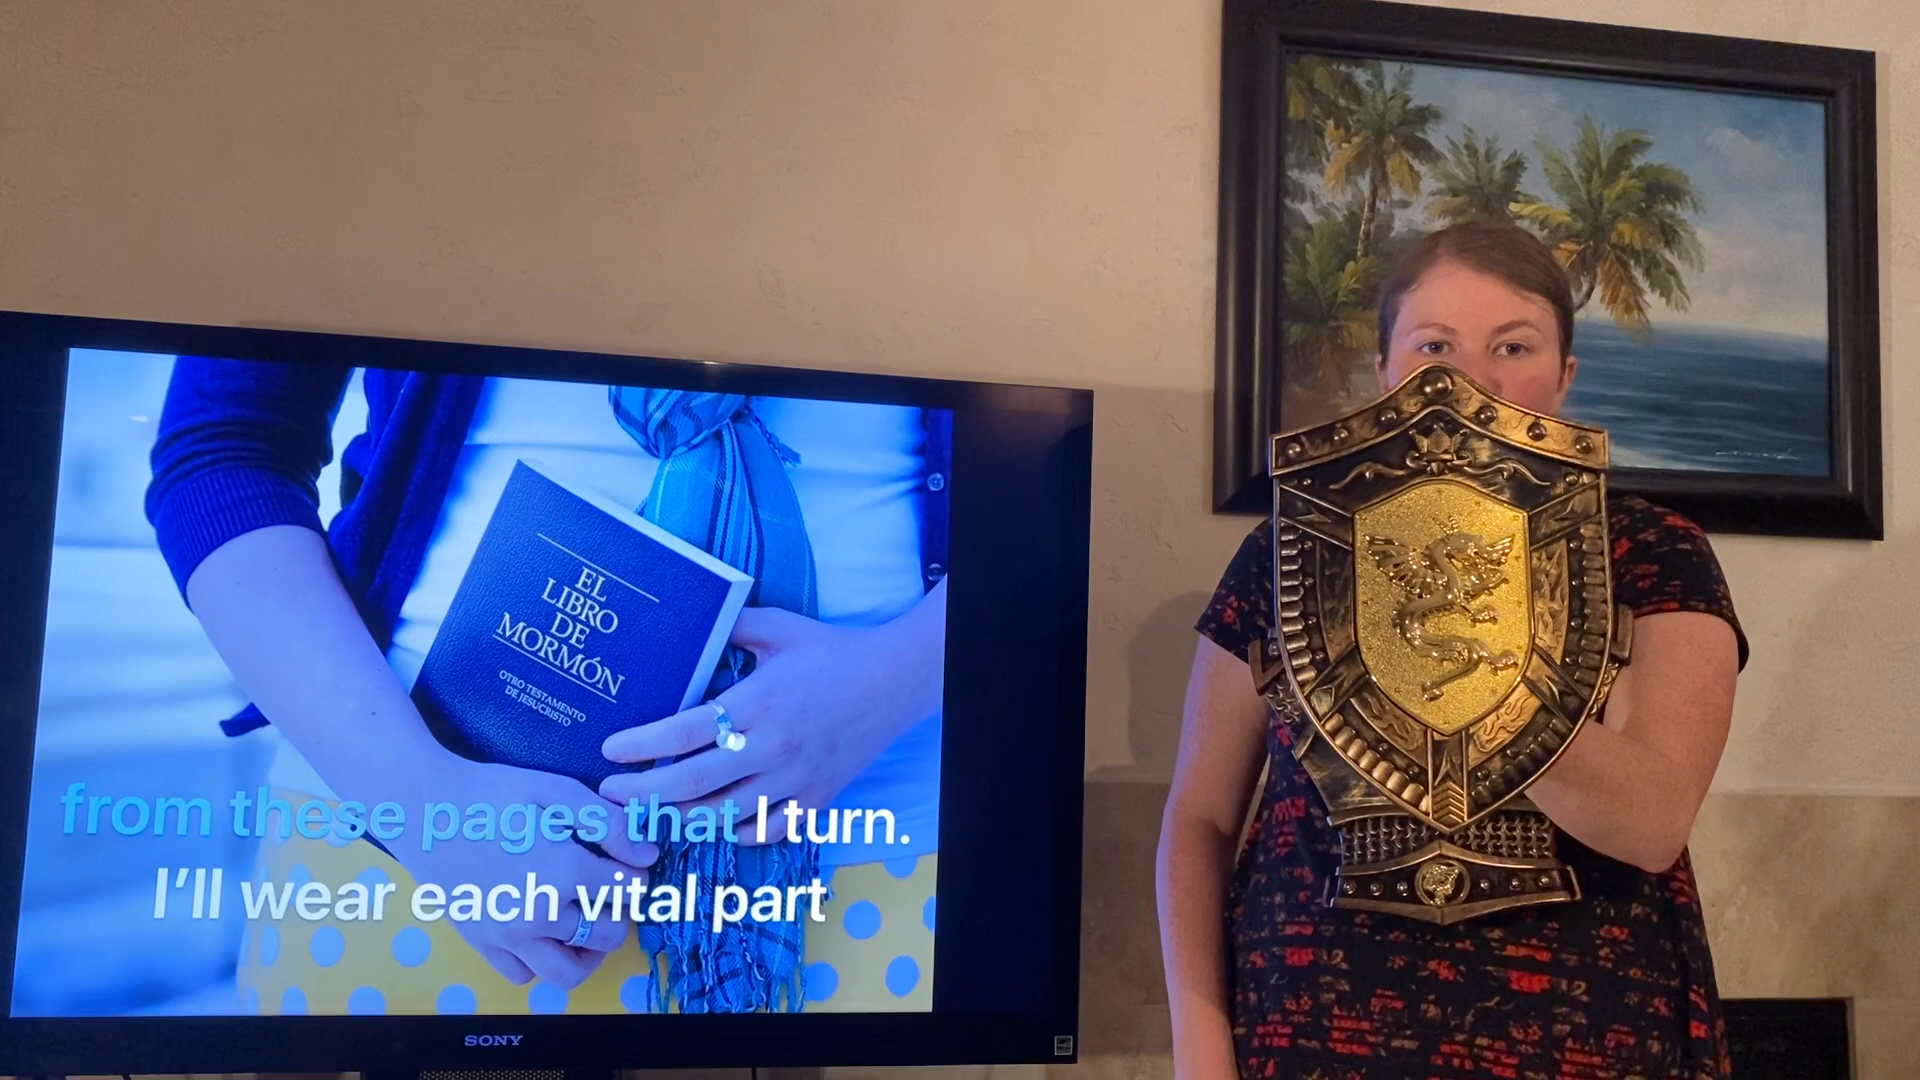 EL
LIBRO
DE
MORMÓN
OTRO TESTAMENTO
DE JESUCRISTO
from these pages that I turn.
I'll wear each vital part
SONY